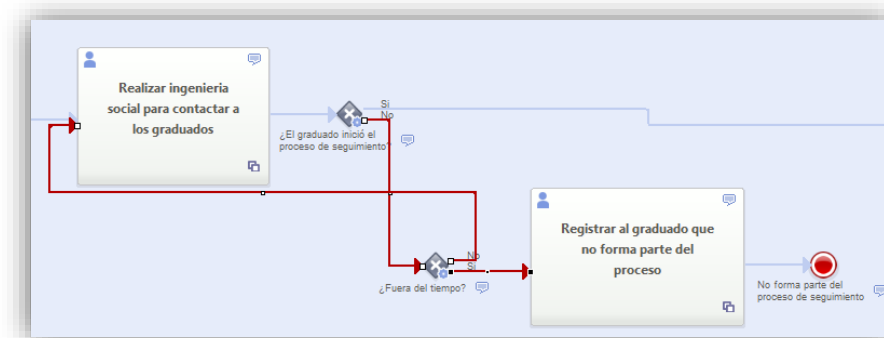 Realizar ingenieria
social para contactar a
los graduados
Si
No
¿El graduado inició el
proceso de seguimiento?
No
Si
¿Fuera del tiempo?
Registrar al graduado que
no forma parte del
proceso
No forma parte del
proceso de seguimiento